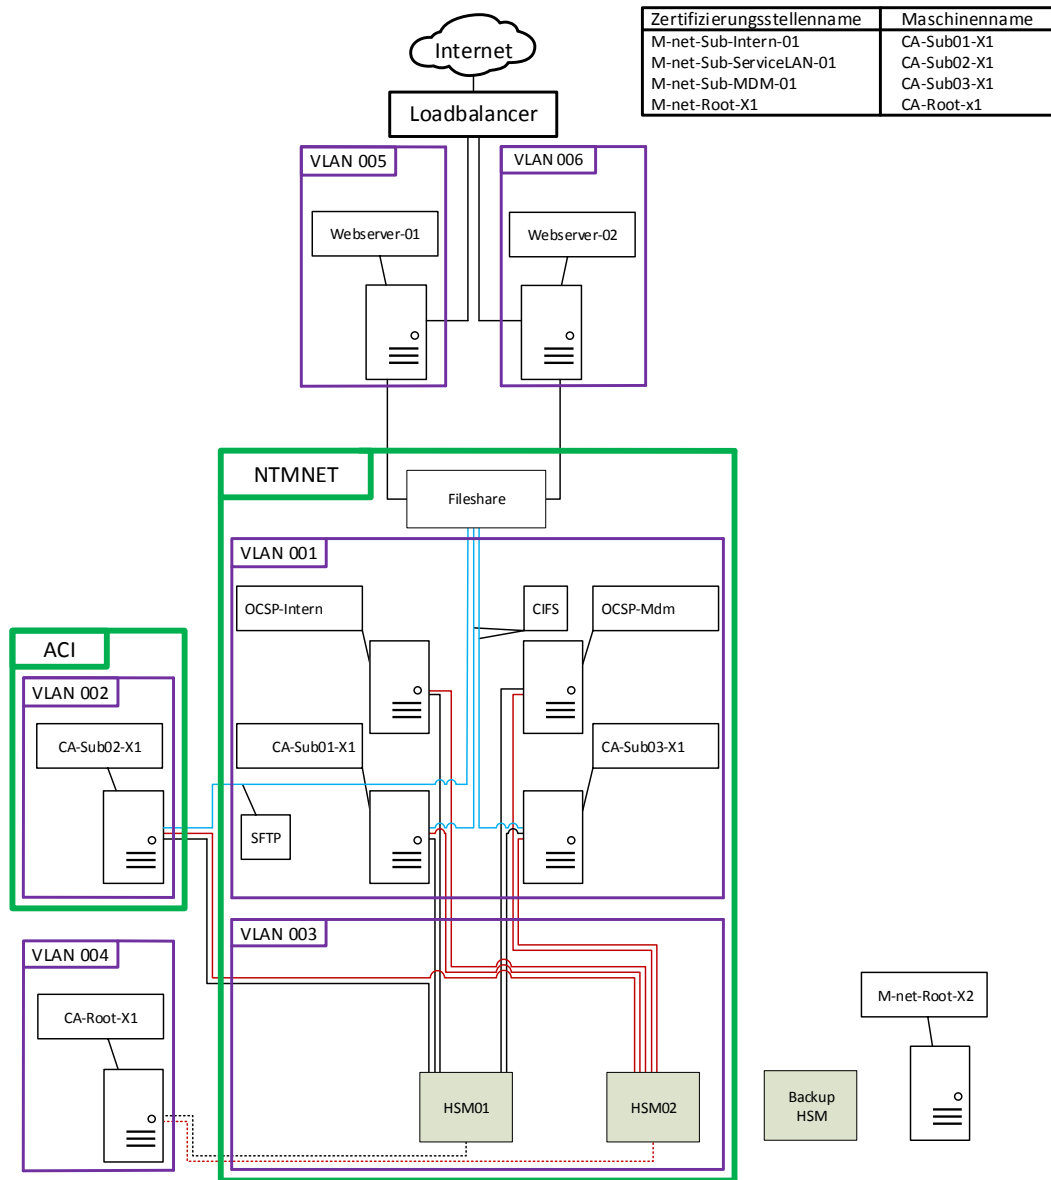 Internet
Zertifizierungsstellenname Maschinenname
M-net-Sub-Intern-01 CA-Sub01-X1
M-net-Sub-ServiceLAN-01 CA-Sub02-X1
M-net-Sub-MDM-01 CA-Sub03-X1
M-net-Root-X1 CA-Root-x1
Loadbalancer
VLAN 005
VLAN 006
Webserver-01
Webserver-02
NTMNET
Fileshare
VLAN 001
OCSP-Intern
CIFS
OCSP-Mdm
ACI
VLAN 002
CA-Sub02-X1
CA-Sub01-X1
CA-Sub03-X1
SFTP
VLAN 003
VLAN 004
CA-Root-X1
M-net-Root-X2
HSM01
HSM02
Backup
HSM